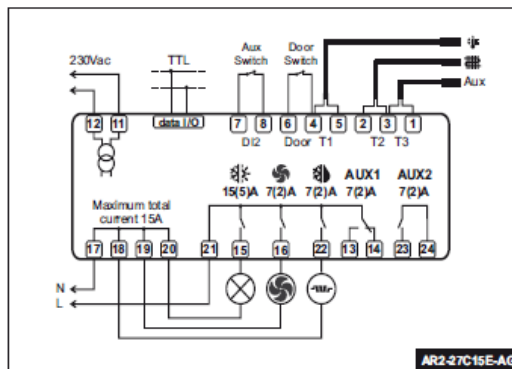 230Vac TTL Aux Switch Door Switch
Aux
12 11 data I/O 7 8 6 4 5 2 3 1
DI2 Door T1 T2 T3
15(5)A 7(2)A 7(2)A AUX1 7(2)A AUX2 7(2)A
Maximum total current 15A
17 18 19 20 21 15 16 22 13 14 23 24
N
L
AR2-27C15E-AG